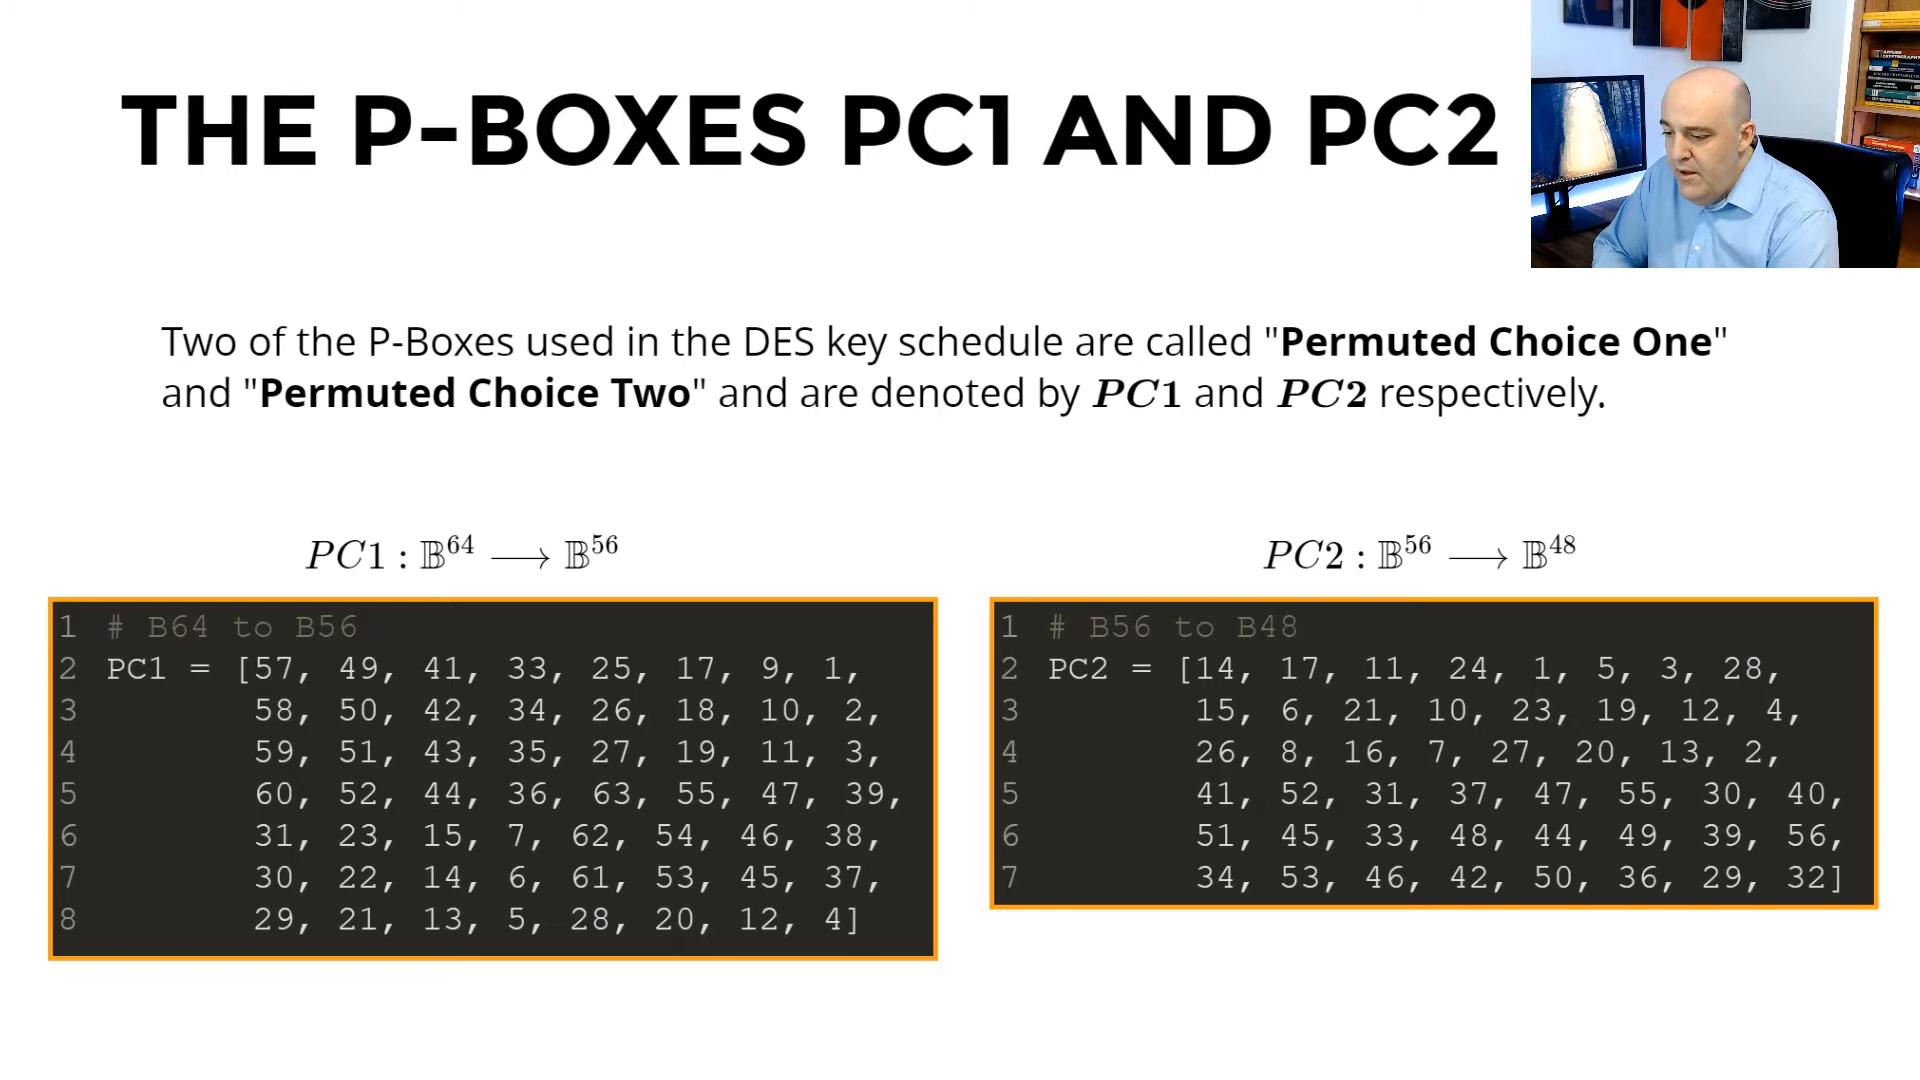 THE P-BOXES PC1 AND PC2
Two of the P-Boxes used in the DES key schedule are called "Permuted Choice One"
and "Permuted Choice Two" and are denoted by PC1 and PC2 respectively.
PC1 : 𝔹⁶⁴ ⟶ 𝔹⁵⁶
1 # B64 to B56
2 PC1 = [57, 49, 41, 33, 25, 17, 9, 1,
3 58, 50, 42, 34, 26, 18, 10, 2,
4 59, 51, 43, 35, 27, 19, 11, 3,
5 60, 52, 44, 36, 63, 55, 47, 39,
6 31, 23, 15, 7, 62, 54, 46, 38,
7 30, 22, 14, 6, 61, 53, 45, 37,
8 29, 21, 13, 5, 28, 20, 12, 4]
PC2 : 𝔹⁵⁶ ⟶ 𝔹⁴⁸
1 # B56 to B48
2 PC2 = [14, 17, 11, 24, 1, 5, 3, 28,
3 15, 6, 21, 10, 23, 19, 12, 4,
4 26, 8, 16, 7, 27, 20, 13, 2,
5 41, 52, 31, 37, 47, 55, 30, 40,
6 51, 45, 33, 48, 44, 49, 39, 56,
7 34, 53, 46, 42, 50, 36, 29, 32]